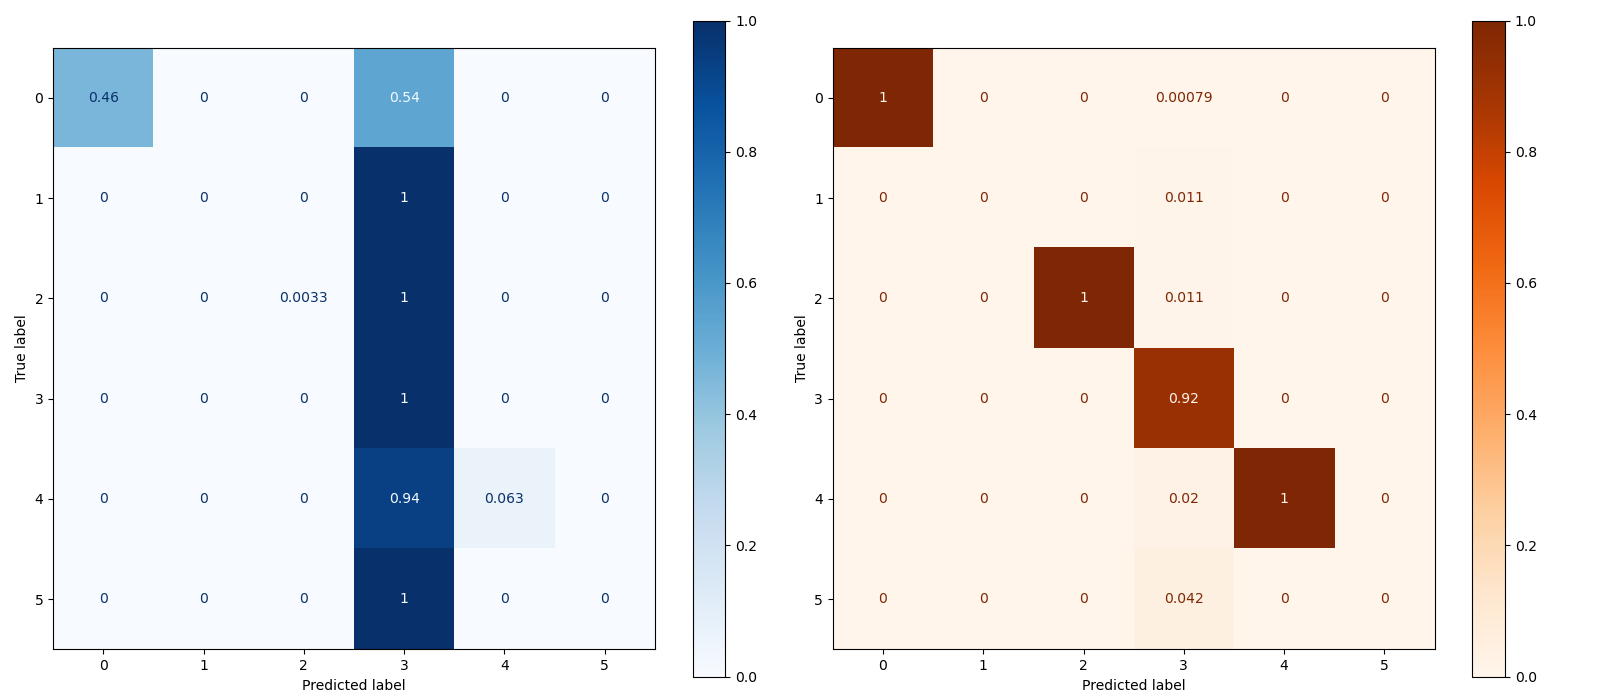 1.0
1.0
0 0.46 0 0 0.54 0 0
0 1 0 0 0.00079 0 0
0.8
0.8
1 0 0 0 1 0 0
1 0 0 0 0.011 0 0
0.6
0.6
2 0 0 0.0033 1 0 0
2 0 0 1 0.011 0 0
True label
True label
3 0 0 0 1 0 0
3 0 0 0 0.92 0 0
0.4
0.4
4 0 0 0 0.94 0.063 0
4 0 0 0 0.02 1 0
0.2
0.2
5 0 0 0 1 0 0
5 0 0 0 0.042 0 0
0 1 2 3 4 5
0 1 2 3 4 5
0.0
0.0
Predicted label
Predicted label